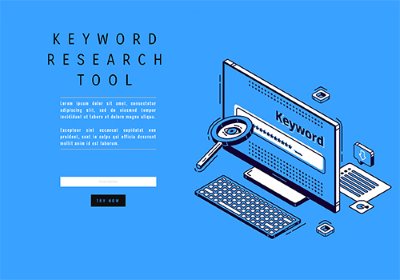 KEYWORD
RESEARCH
TOOL
Lorem ipsum dolor sit amet, consectetur
adipiscing elit, sed do eiusmod tempor
incididunt ut labore et dolore magna
aliqua.
Excepteur sint occaecat cupidatat non
proident, sunt in culpa qui officia deserunt
mollit anim id est laborum.
TRY NOW
Keyword